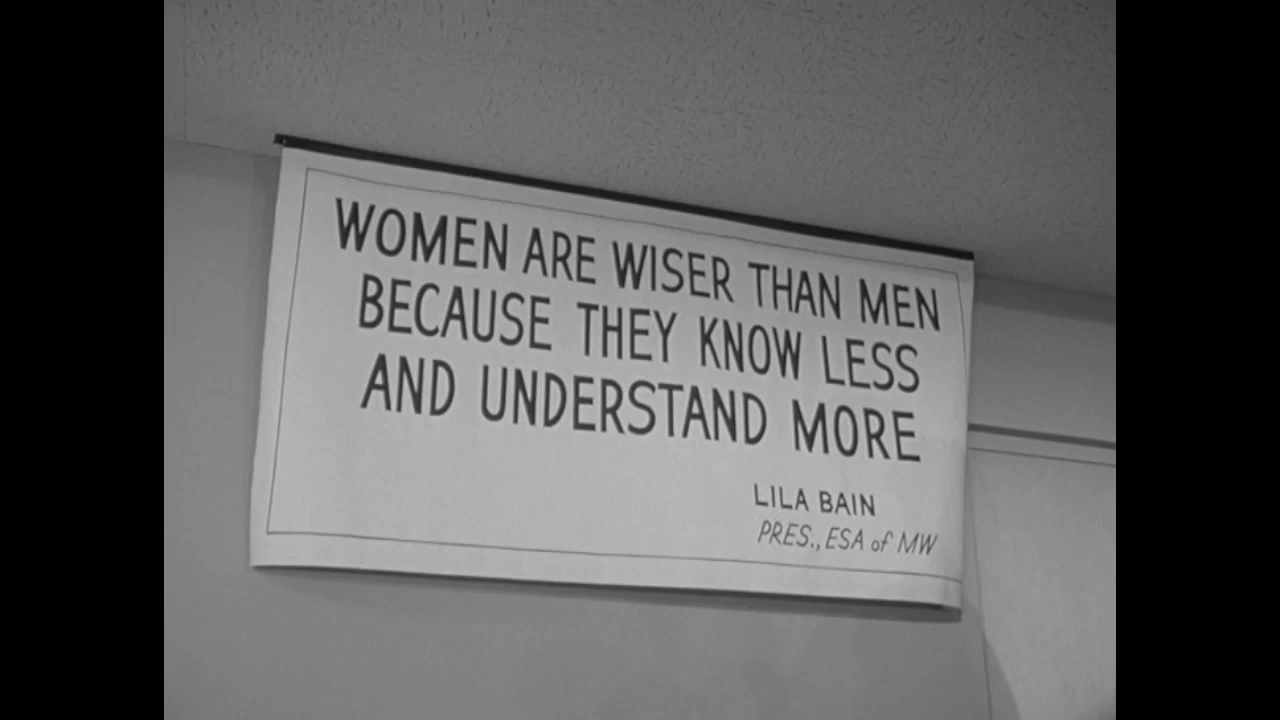 WOMEN ARE WISER THAN MEN
BECAUSE THEY KNOW LESS
AND UNDERSTAND MORE
LILA BAIN
PRES., ESA of MW